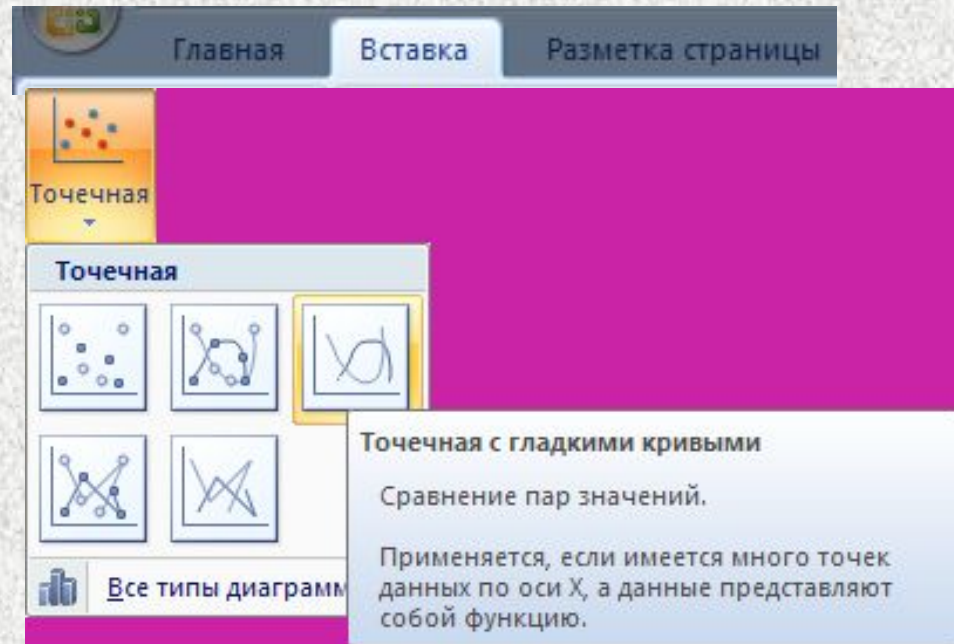 Главная Вставка Разметка страницы
Точечная
Точечная
Точечная с гладкими кривыми
Сравнение пар значений.
Применяется, если имеется много точек
данных по оси X, а данные представляют
собой функцию.
Все типы диаграмм